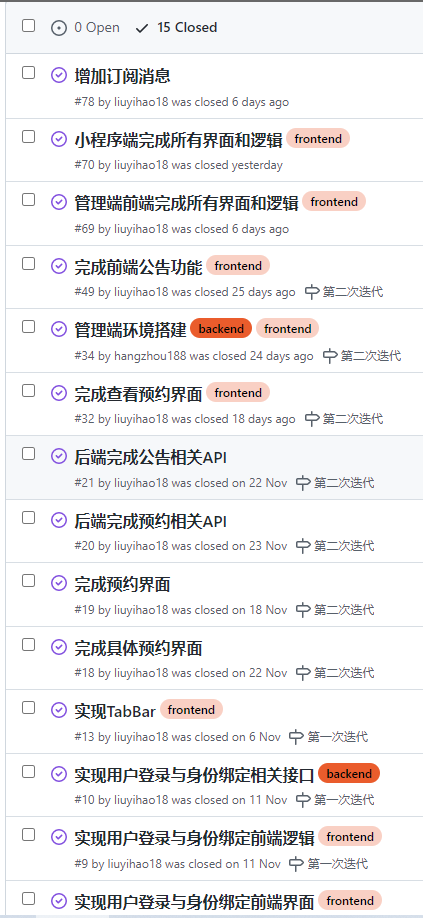 0 Open 15 Closed
增加订阅消息
#78 by liuyihao18 was closed 6 days ago
小程序端完成所有界面和逻辑 frontend
#70 by liuyihao18 was closed yesterday
管理端前端完成所有界面和逻辑 frontend
#69 by liuyihao18 was closed 6 days ago
完成前端公告功能 frontend
#49 by liuyihao18 was closed 25 days ago 第二次迭代
管理端环境搭建 backend frontend
#34 by hangzhou188 was closed 24 days ago 第二次迭代
完成查看预约界面 frontend
#32 by liuyihao18 was closed 18 days ago 第二次迭代
后端完成公告相关API
#21 by liuyihao18 was closed on 22 Nov 第二次迭代
后端完成预约相关API
#20 by liuyihao18 was closed on 23 Nov 第二次迭代
完成预约界面
#19 by liuyihao18 was closed on 18 Nov 第二次迭代
完成具体预约界面
#18 by liuyihao18 was closed on 22 Nov 第二次迭代
实现TabBar frontend
#13 by liuyihao18 was closed on 6 Nov 第一次迭代
实现用户登录与身份绑定相关接口 backend
#10 by liuyihao18 was closed on 11 Nov 第一次迭代
实现用户登录与身份绑定前端逻辑 frontend
#9 by liuyihao18 was closed on 11 Nov 第一次迭代
实现用户登录与身份绑定前端界面 frontend